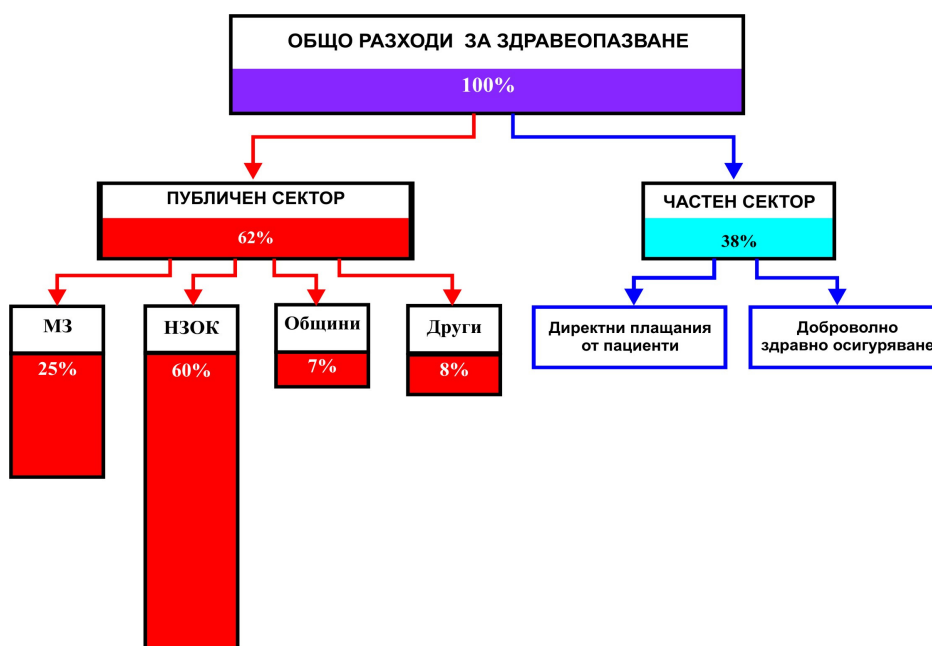 ОБЩО РАЗХОДИ ЗА ЗДРАВЕОПАЗВАНЕ
100%
ПУБЛИЧЕН СЕКТОР
62%
ЧАСТЕН СЕКТОР
38%
МЗ
25%
НЗОК
60%
Общини
7%
Други
8%
Директни плащания
от пациенти
Доброволно
здравно осигуряване